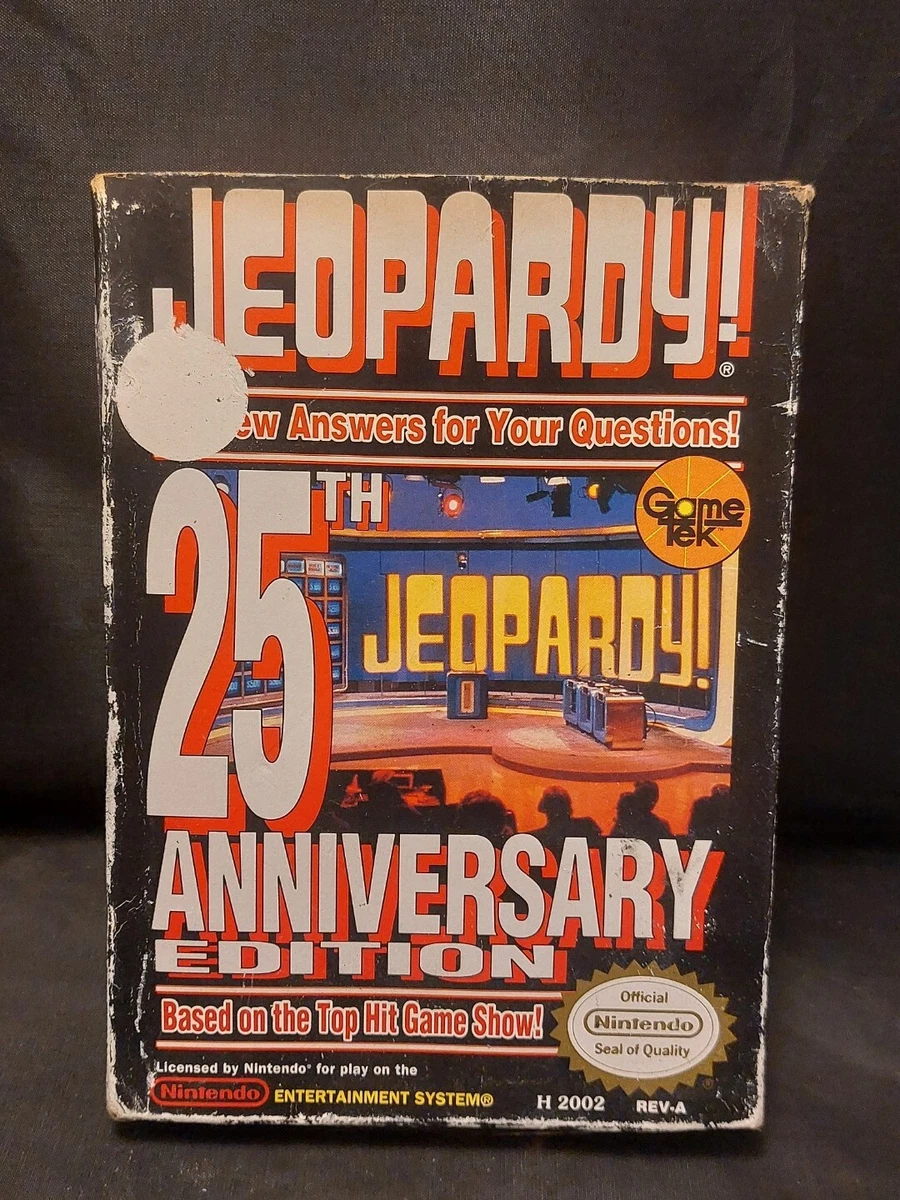 JEOPARDY!®
ew Answers for Your Questions!
25TH
Game
Tek™
JEOPARDY!
ANNIVERSARY
EDITION
Based on the Top Hit Game Show!
Official
Nintendo
Seal of Quality
Licensed by Nintendo® for play on the
Nintendo ENTERTAINMENT SYSTEM®
H 2002 REV-A